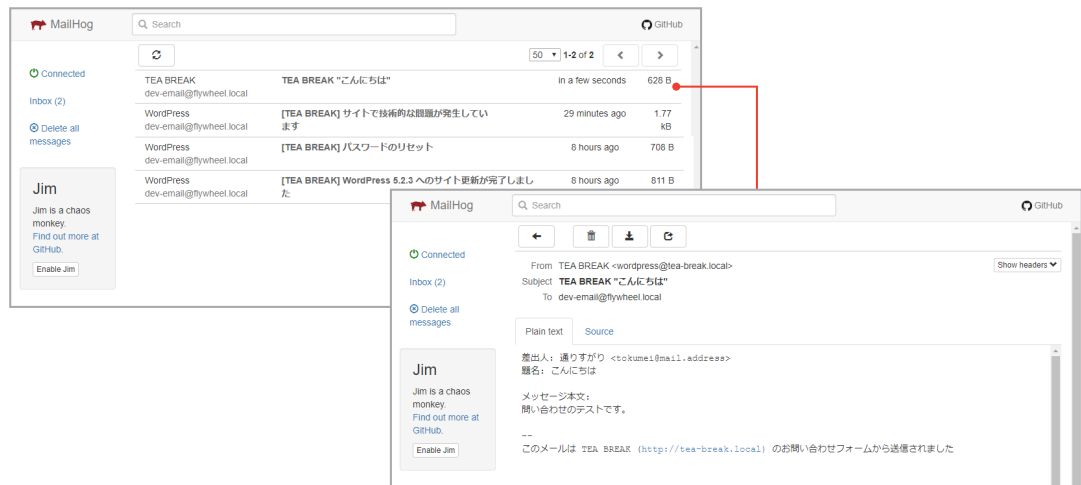 MailHog
Search
GitHub
50 1-2 of 2
Connected
Inbox (2)
Delete all
messages
Jim
Jim is a chaos
monkey.
Find out more at
GitHub.
Enable Jim
TEA BREAK TEA BREAK "こんにちは" in a few seconds 628 B
dev-email@flywheel.local
WordPress [TEA BREAK] サイトで技術的な問題が発生してい 29 minutes ago 1.77
dev-email@flywheel.local ます kB
WordPress [TEA BREAK] パスワードのリセット 8 hours ago 708 B
dev-email@flywheel.local
WordPress [TEA BREAK] WordPress 5.2.3 へのサイト更新が完了しまし 8 hours ago 811 B
dev-email@flywheel.local た
MailHog
Search
GitHub
Connected
Inbox (2)
Delete all
messages
Jim
Jim is a chaos
monkey.
Find out more at
GitHub.
Enable Jim
From TEA BREAK <wordpress@tea-break.local> Show headers
Subject TEA BREAK "こんにちは"
To dev-email@flywheel.local
Plain text Source
差出人: 通りすがり <tokumei@mail.address>
題名: こんにちは
メッセージ本文:
問い合わせのテストです。
--
このメールは TEA BREAK (http://tea-break.local) のお問い合わせフォームから送信されました